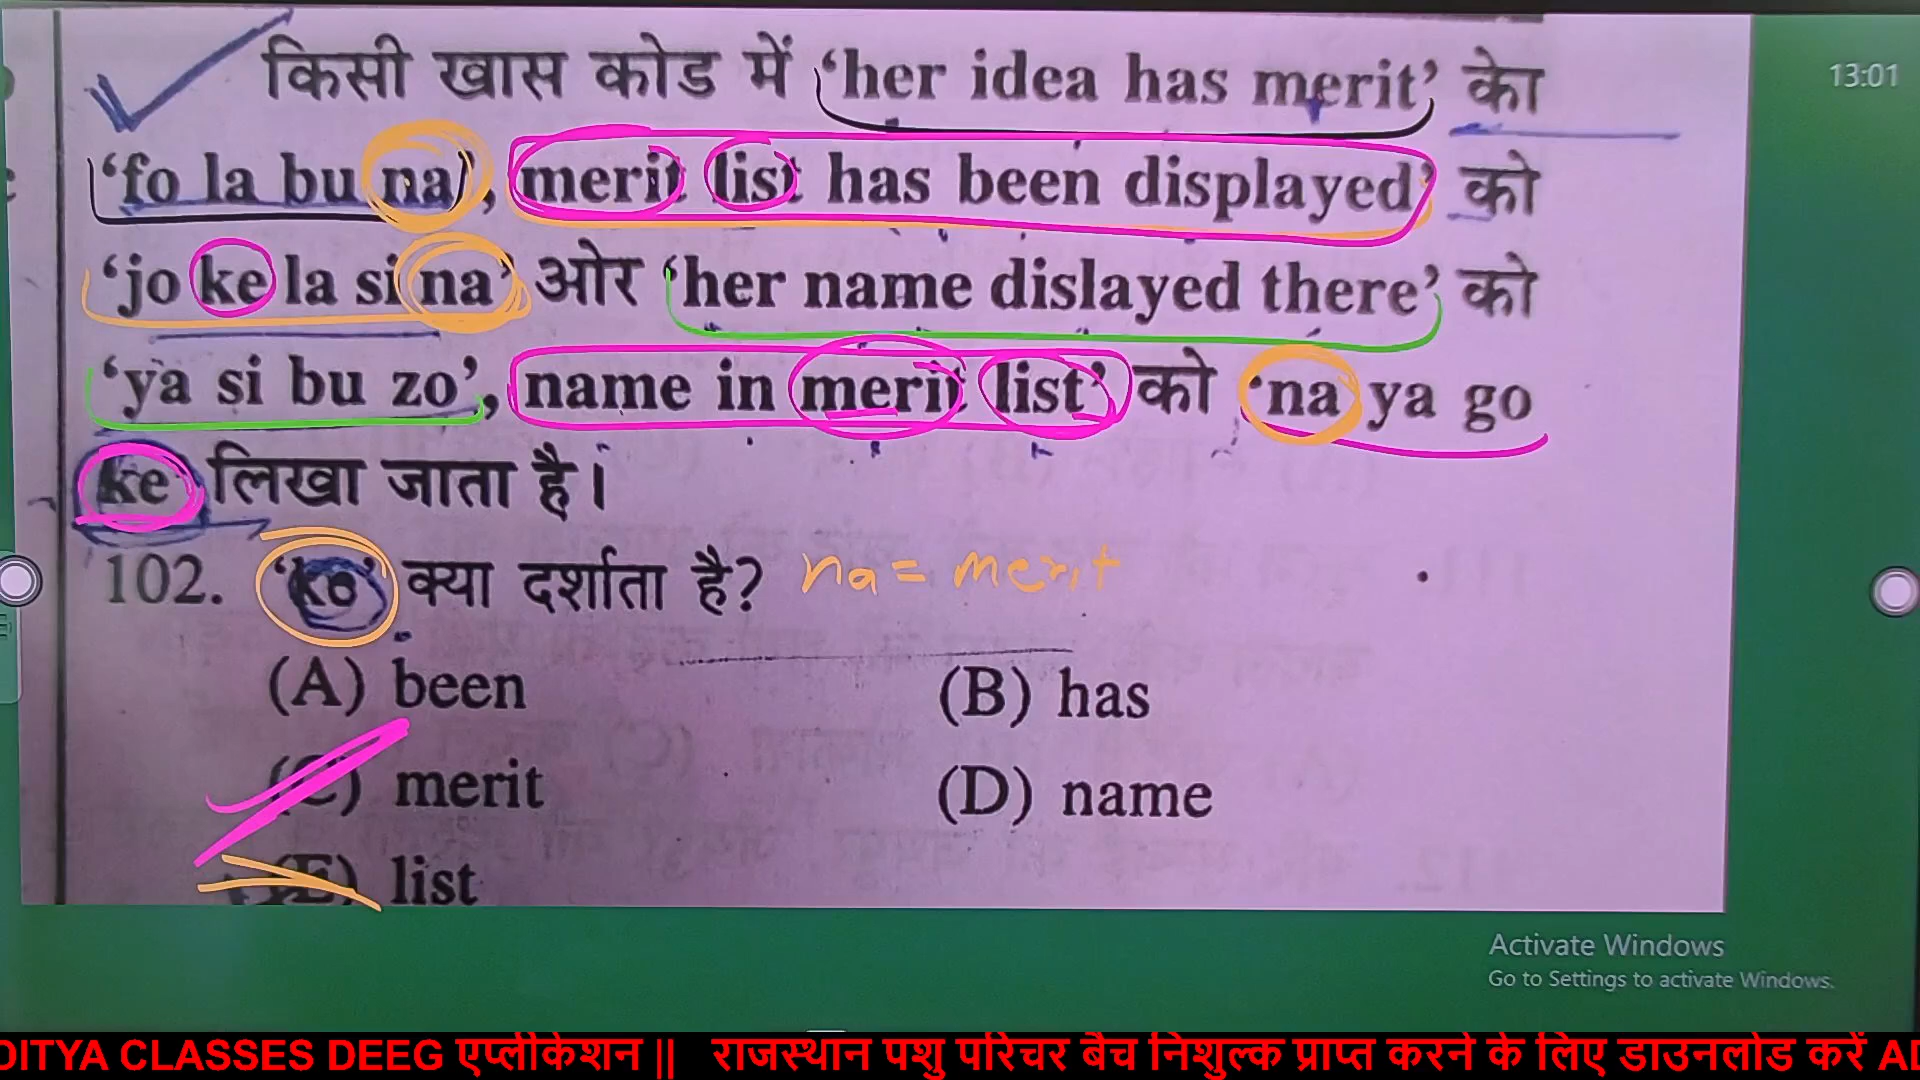 किसी खास कोड में ‘her idea has merit’ केा
13:01
‘fo la bu na’, merit list has been displayed’ को
‘jo ke la si na’ ओर ‘her name dislayed there’ को
‘ya si bu zo’, name in merit list’ को ‘na ya go
ke लिखा जाता है।
102. ‘ke’ क्या दर्शाता है? na = merit
(A) been (B) has
(C) merit (D) name
(E) list
Activate Windows
Go to Settings to activate Windows.
DITYA CLASSES DEEG एप्लीकेशन || राजस्थान पशु परिचर बैच निशुल्क प्राप्त करने के लिए डाउनलोड करें AD